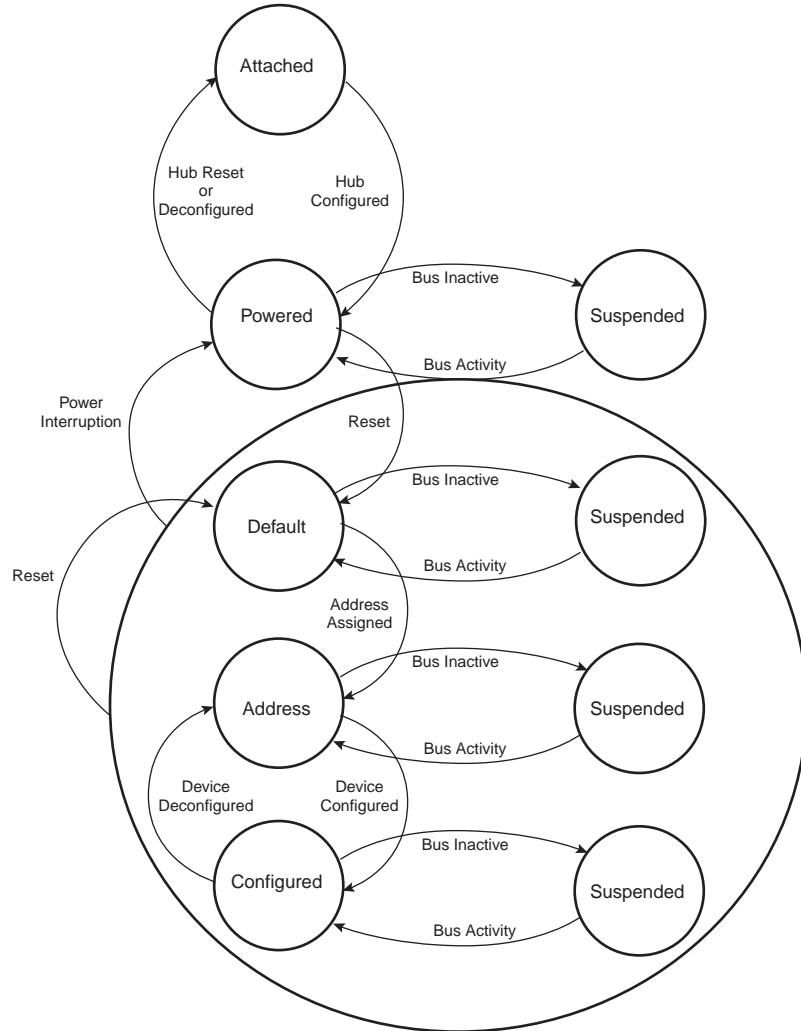 Attached
Hub Reset
or
Deconfigured
Hub
Configured
Powered
Bus Inactive
Suspended
Bus Activity
Power
Interruption
Reset
Default
Bus Inactive
Suspended
Bus Activity
Reset
Address
Assigned
Address
Bus Inactive
Suspended
Bus Activity
Device
Deconfigured
Device
Configured
Configured
Bus Inactive
Suspended
Bus Activity